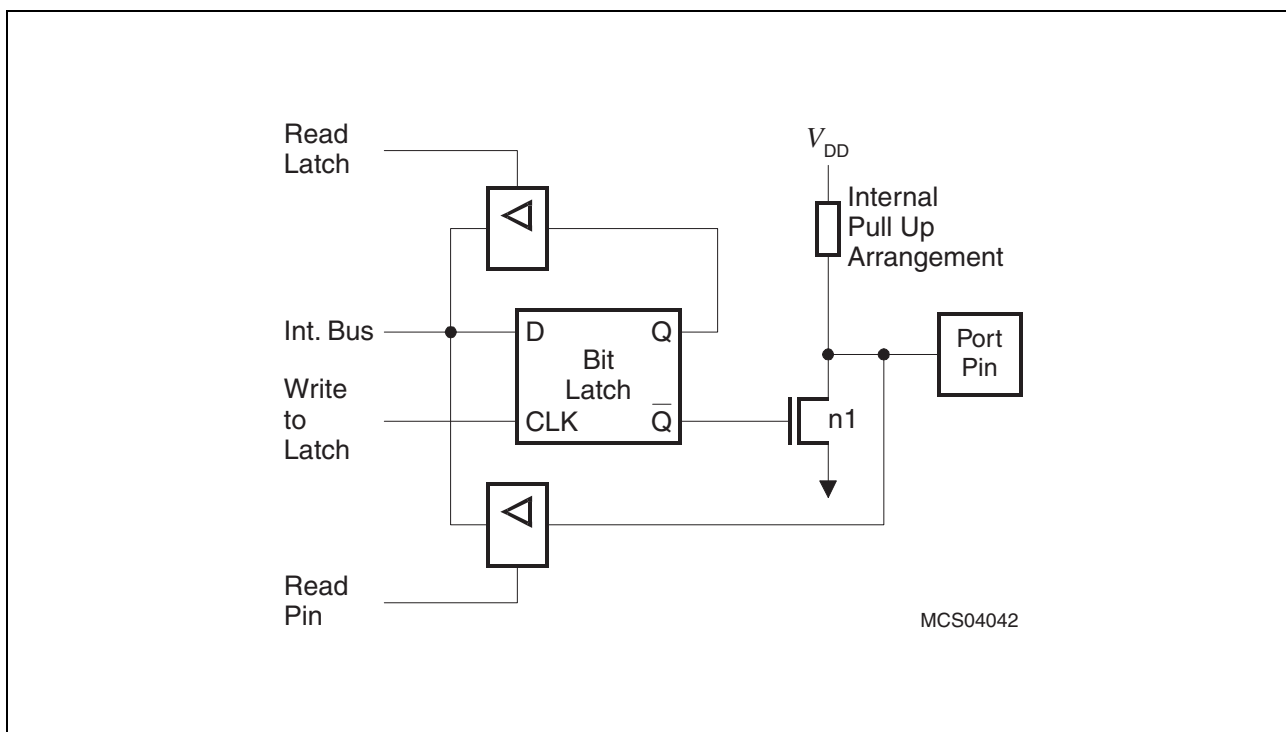 Read
Latch
V_DD
Internal
Pull Up
Arrangement
Int. Bus
D
Q
Bit
Latch
Port
Pin
Write
to
Latch
CLK
Q̅
n1
Read
Pin
MCS04042